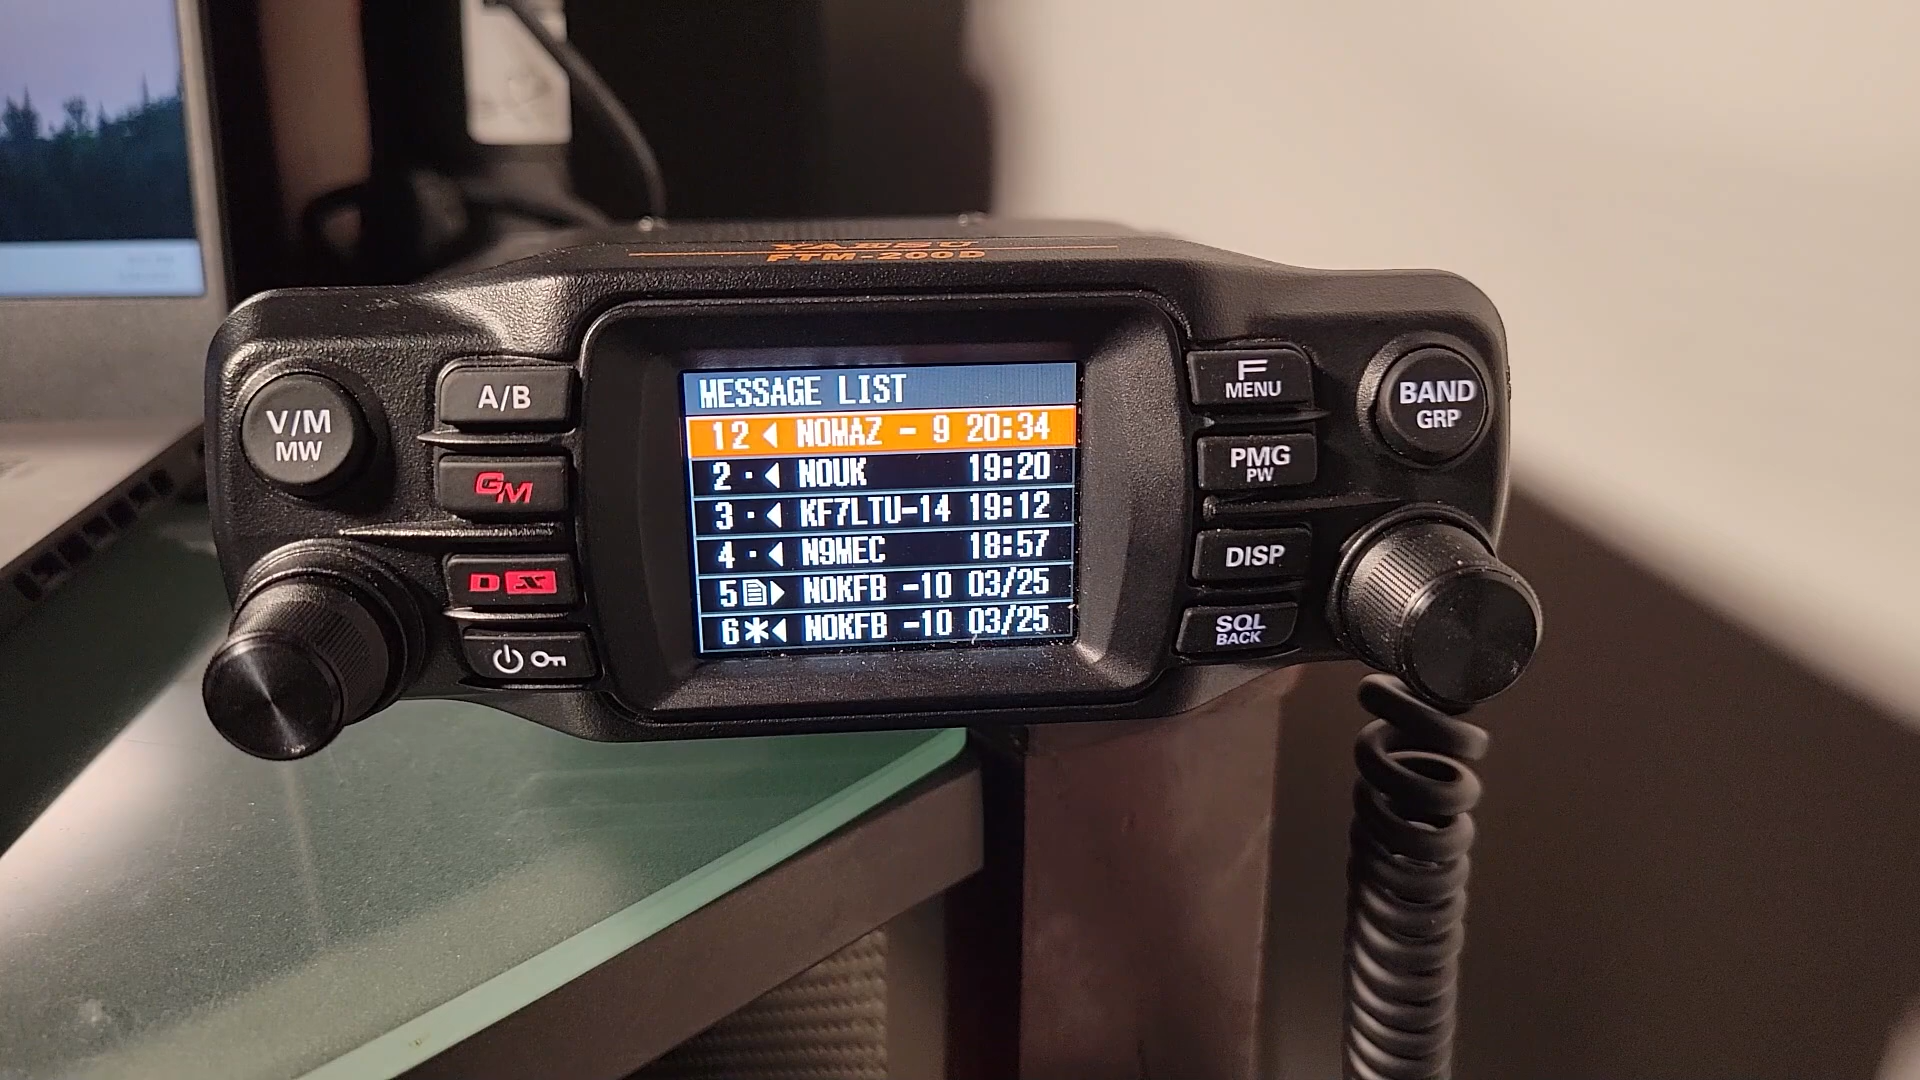 YAESU
FTM-200D
V/M
MW
A/B
GM
DX
MESSAGE LIST
12 ◀ N0MAZ - 9 20:34
2 · ◀ N0UK 19:20
3 · ◀ KF7LTU-14 19:12
4 · ◀ N9MEC 18:57
5 ▶ N0KFB -10 03/25
6 * ◀ N0KFB -10 03/25
F
MENU
PMG
PW
DISP
SQL
BACK
BAND
GRP